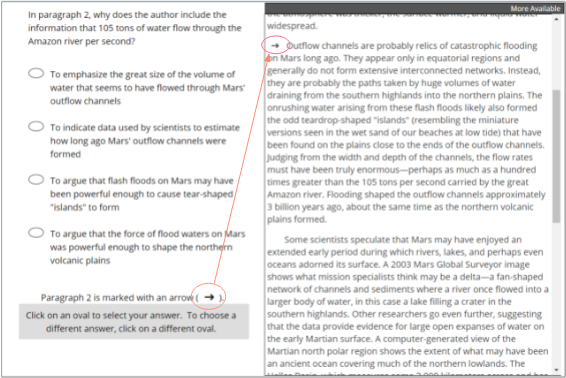 In paragraph 2, why does the author include the
information that 105 tons of water flow through the
Amazon river per second?
To emphasize the great size of the volume of
water that seems to have flowed through Mars'
outflow channels
To indicate data used by scientists to estimate
how long ago Mars' outflow channels were
formed
To argue that flash floods on Mars may have
been powerful enough to cause tear-shaped
"islands" to form
To argue that the force of flood waters on Mars
was powerful enough to shape the northern
volcanic plains
Paragraph 2 is marked with an arrow ( ➔ ).
Click on an oval to select your answer. To choose a
different answer, click on a different oval.
More Available
the atmosphere was thicker, the surface warmer, and liquid water
widespread.
➔ Outflow channels are probably relics of catastrophic flooding
on Mars long ago. They appear only in equatorial regions and
generally do not form extensive interconnected networks. Instead,
they are probably the paths taken by huge volumes of water
draining from the southern highlands into the northern plains. The
onrushing water arising from these flash floods likely also formed
the odd teardrop-shaped "islands" (resembling the miniature
versions seen in the wet sand of our beaches at low tide) that have
been found on the plains close to the ends of the outflow channels.
Judging from the width and depth of the channels, the flow rates
must have been truly enormous—perhaps as much as a hundred
times greater than the 105 tons per second carried by the great
Amazon river. Flooding shaped the outflow channels approximately
3 billion years ago, about the same time as the northern volcanic
plains formed.
Some scientists speculate that Mars may have enjoyed an
extended early period during which rivers, lakes, and perhaps even
oceans adorned its surface. A 2003 Mars Global Surveyor image
shows what mission specialists think may be a delta—a fan-shaped
network of channels and sediments where a river once flowed into a
larger body of water, in this case a lake filling a crater in the
southern highlands. Other researchers go even further, suggesting
that the data provide evidence for large open expanses of water on
the early Martian surface. A computer-generated view of the
Martian north polar region shows the extent of what may have been
an ancient ocean covering much of the northern lowlands. The